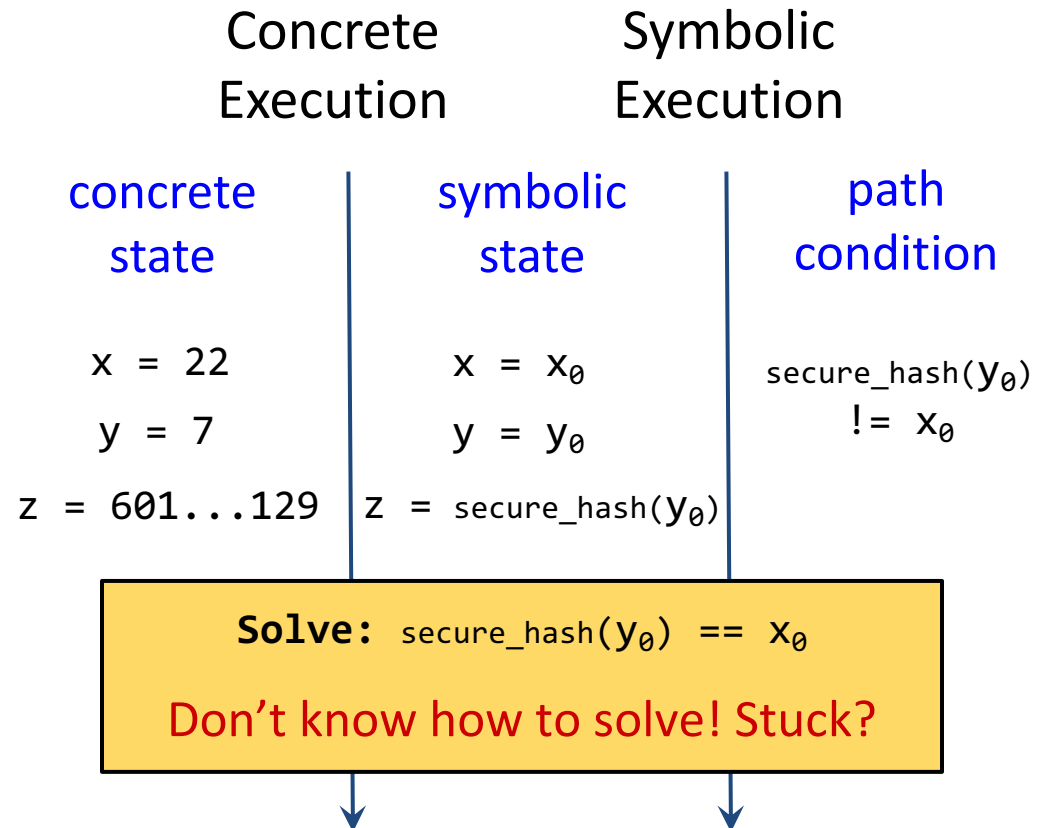 Concrete Execution
Symbolic Execution
concrete state
symbolic state
path condition
x = 22
x = x₀
secure_hash(y₀)
!= x₀
y = 7
y = y₀
z = 601...129
z = secure_hash(y₀)
Solve: secure_hash(y₀) == x₀
Don’t know how to solve! Stuck?